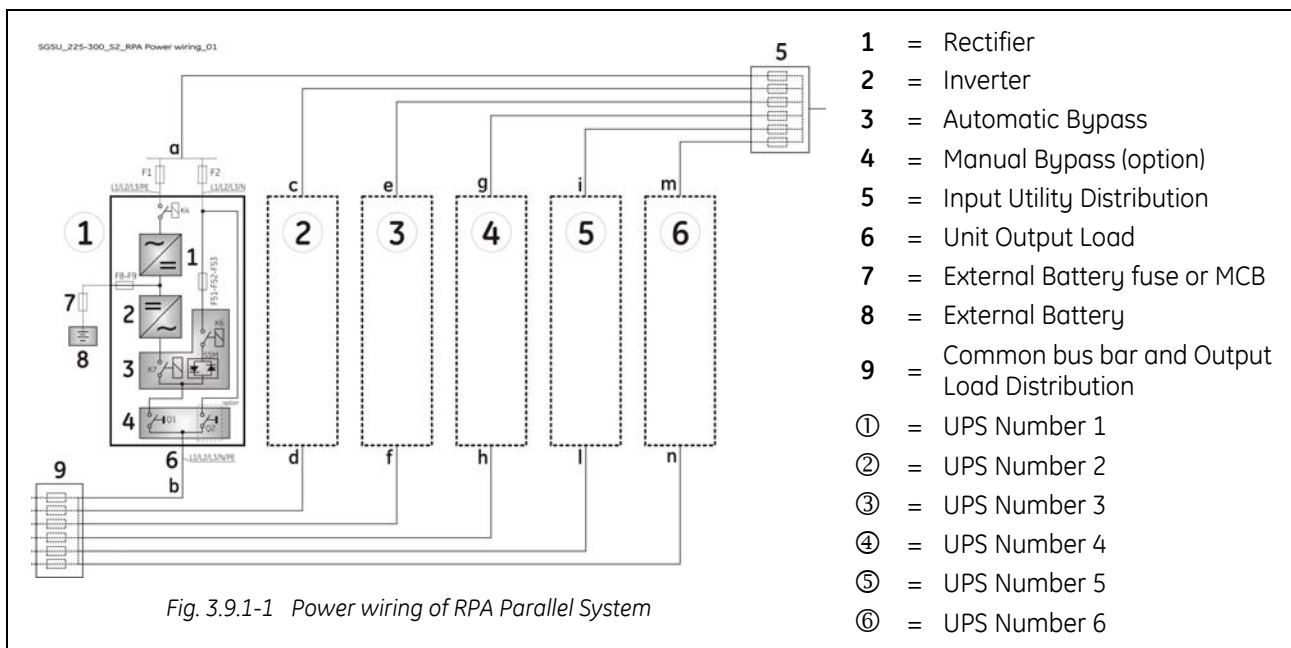 SGSU_225-300_S2_RPA Power wiring_01
5
a
F1
F2
L1/L2/L3/PE
L1/L2/L3/N
c
e
g
i
m
K4
1
2
3
4
5
6
1
F51-F52-F53
F8-F9
7
2
8
K6
3
K7
SSM
option
4
Q1
Q2
6
L1/L2/L3/N/PE
b
d
f
h
l
n
9
Fig. 3.9.1-1 Power wiring of RPA Parallel System
1 = Rectifier
2 = Inverter
3 = Automatic Bypass
4 = Manual Bypass (option)
5 = Input Utility Distribution
6 = Unit Output Load
7 = External Battery fuse or MCB
8 = External Battery
9 = Common bus bar and Output
Load Distribution
① = UPS Number 1
② = UPS Number 2
③ = UPS Number 3
④ = UPS Number 4
⑤ = UPS Number 5
⑥ = UPS Number 6